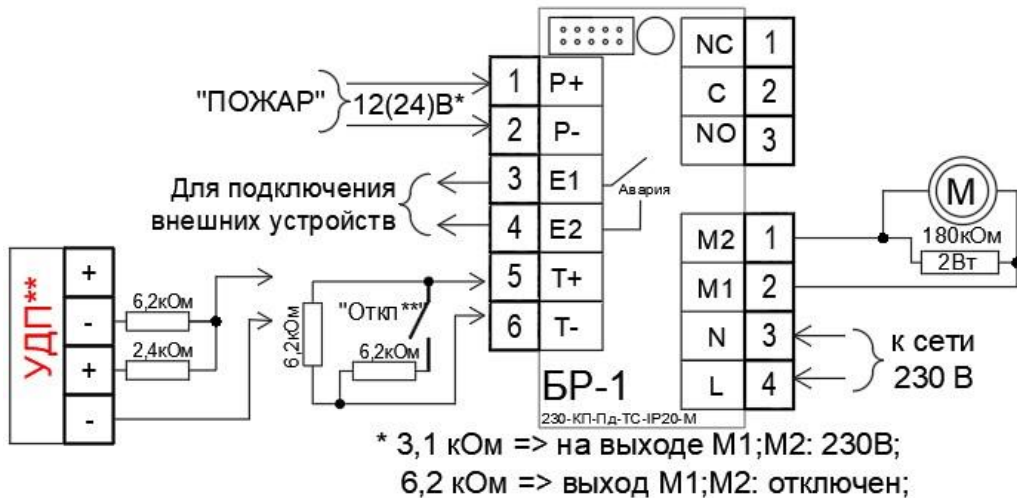 NC 1
1 P+
C 2
"ПОЖАР" 12(24)В*
2 P-
NO 3
3 E1
Авария
Для подключения
внешних устройств
4 E2
M
180кОм
M2 1
2Вт
+
5 T+
6,2кОм
"Откл**"
M1 2
УДП**
-
6,2кОм
6,2кОм
6 T-
N 3
2,4кОм
+
к сети
230 В
-
БР-1
L 4
230-КП-Пд-ТС-IP20-М
* 3,1 кОм => на выходе М1;М2: 230В;
6,2 кОм => выход М1;М2: отключен;